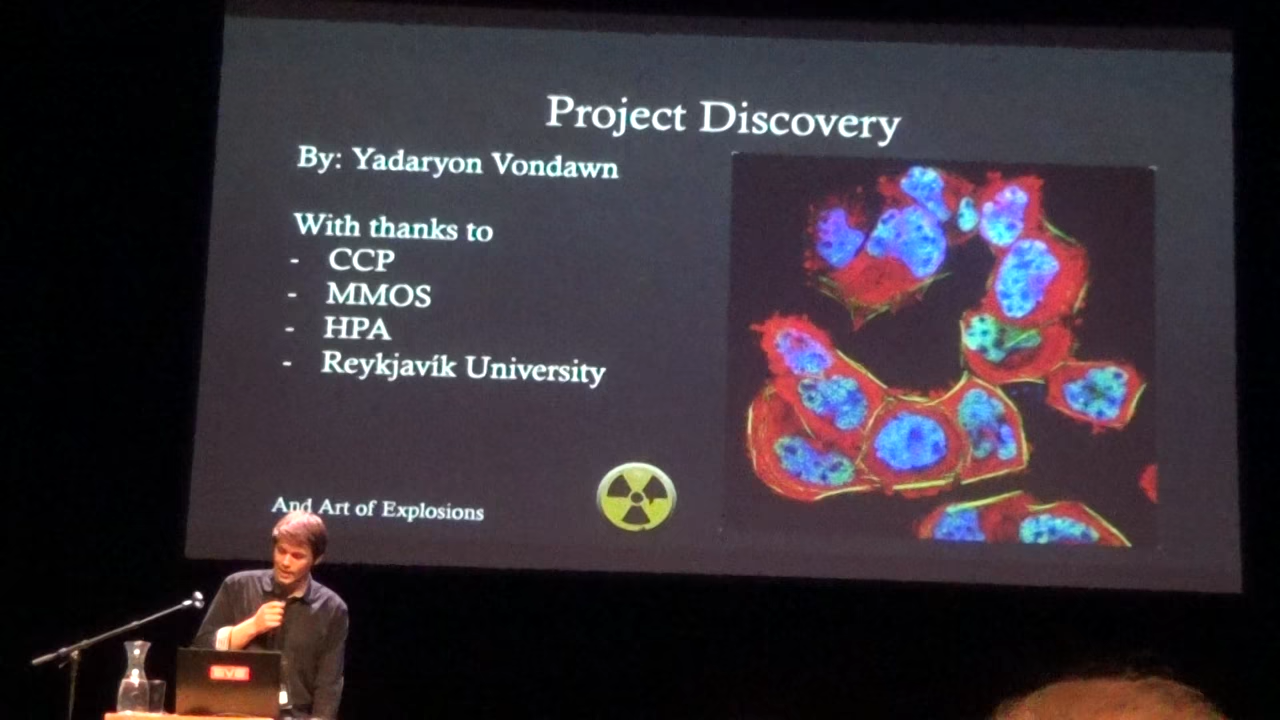 Project Discovery
By: Yadaryon Vondawn
With thanks to
- CCP
- MMOS
- HPA
- Reykjavík University
And Art of Explosions
EVE